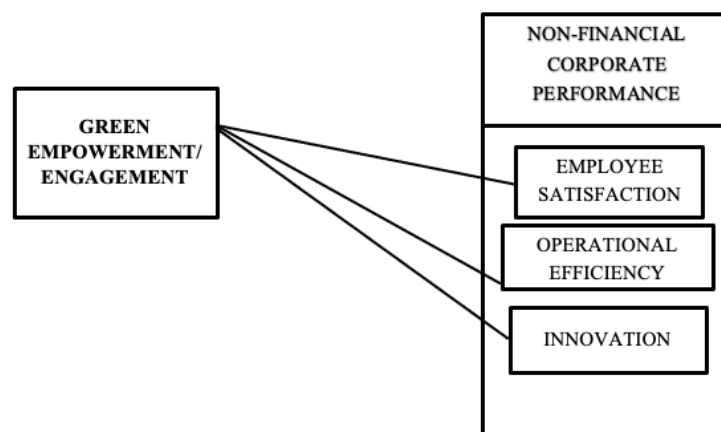 NON-FINANCIAL
CORPORATE
PERFORMANCE
GREEN
EMPOWERMENT/
ENGAGEMENT
EMPLOYEE
SATISFACTION
OPERATIONAL
EFFICIENCY
INNOVATION